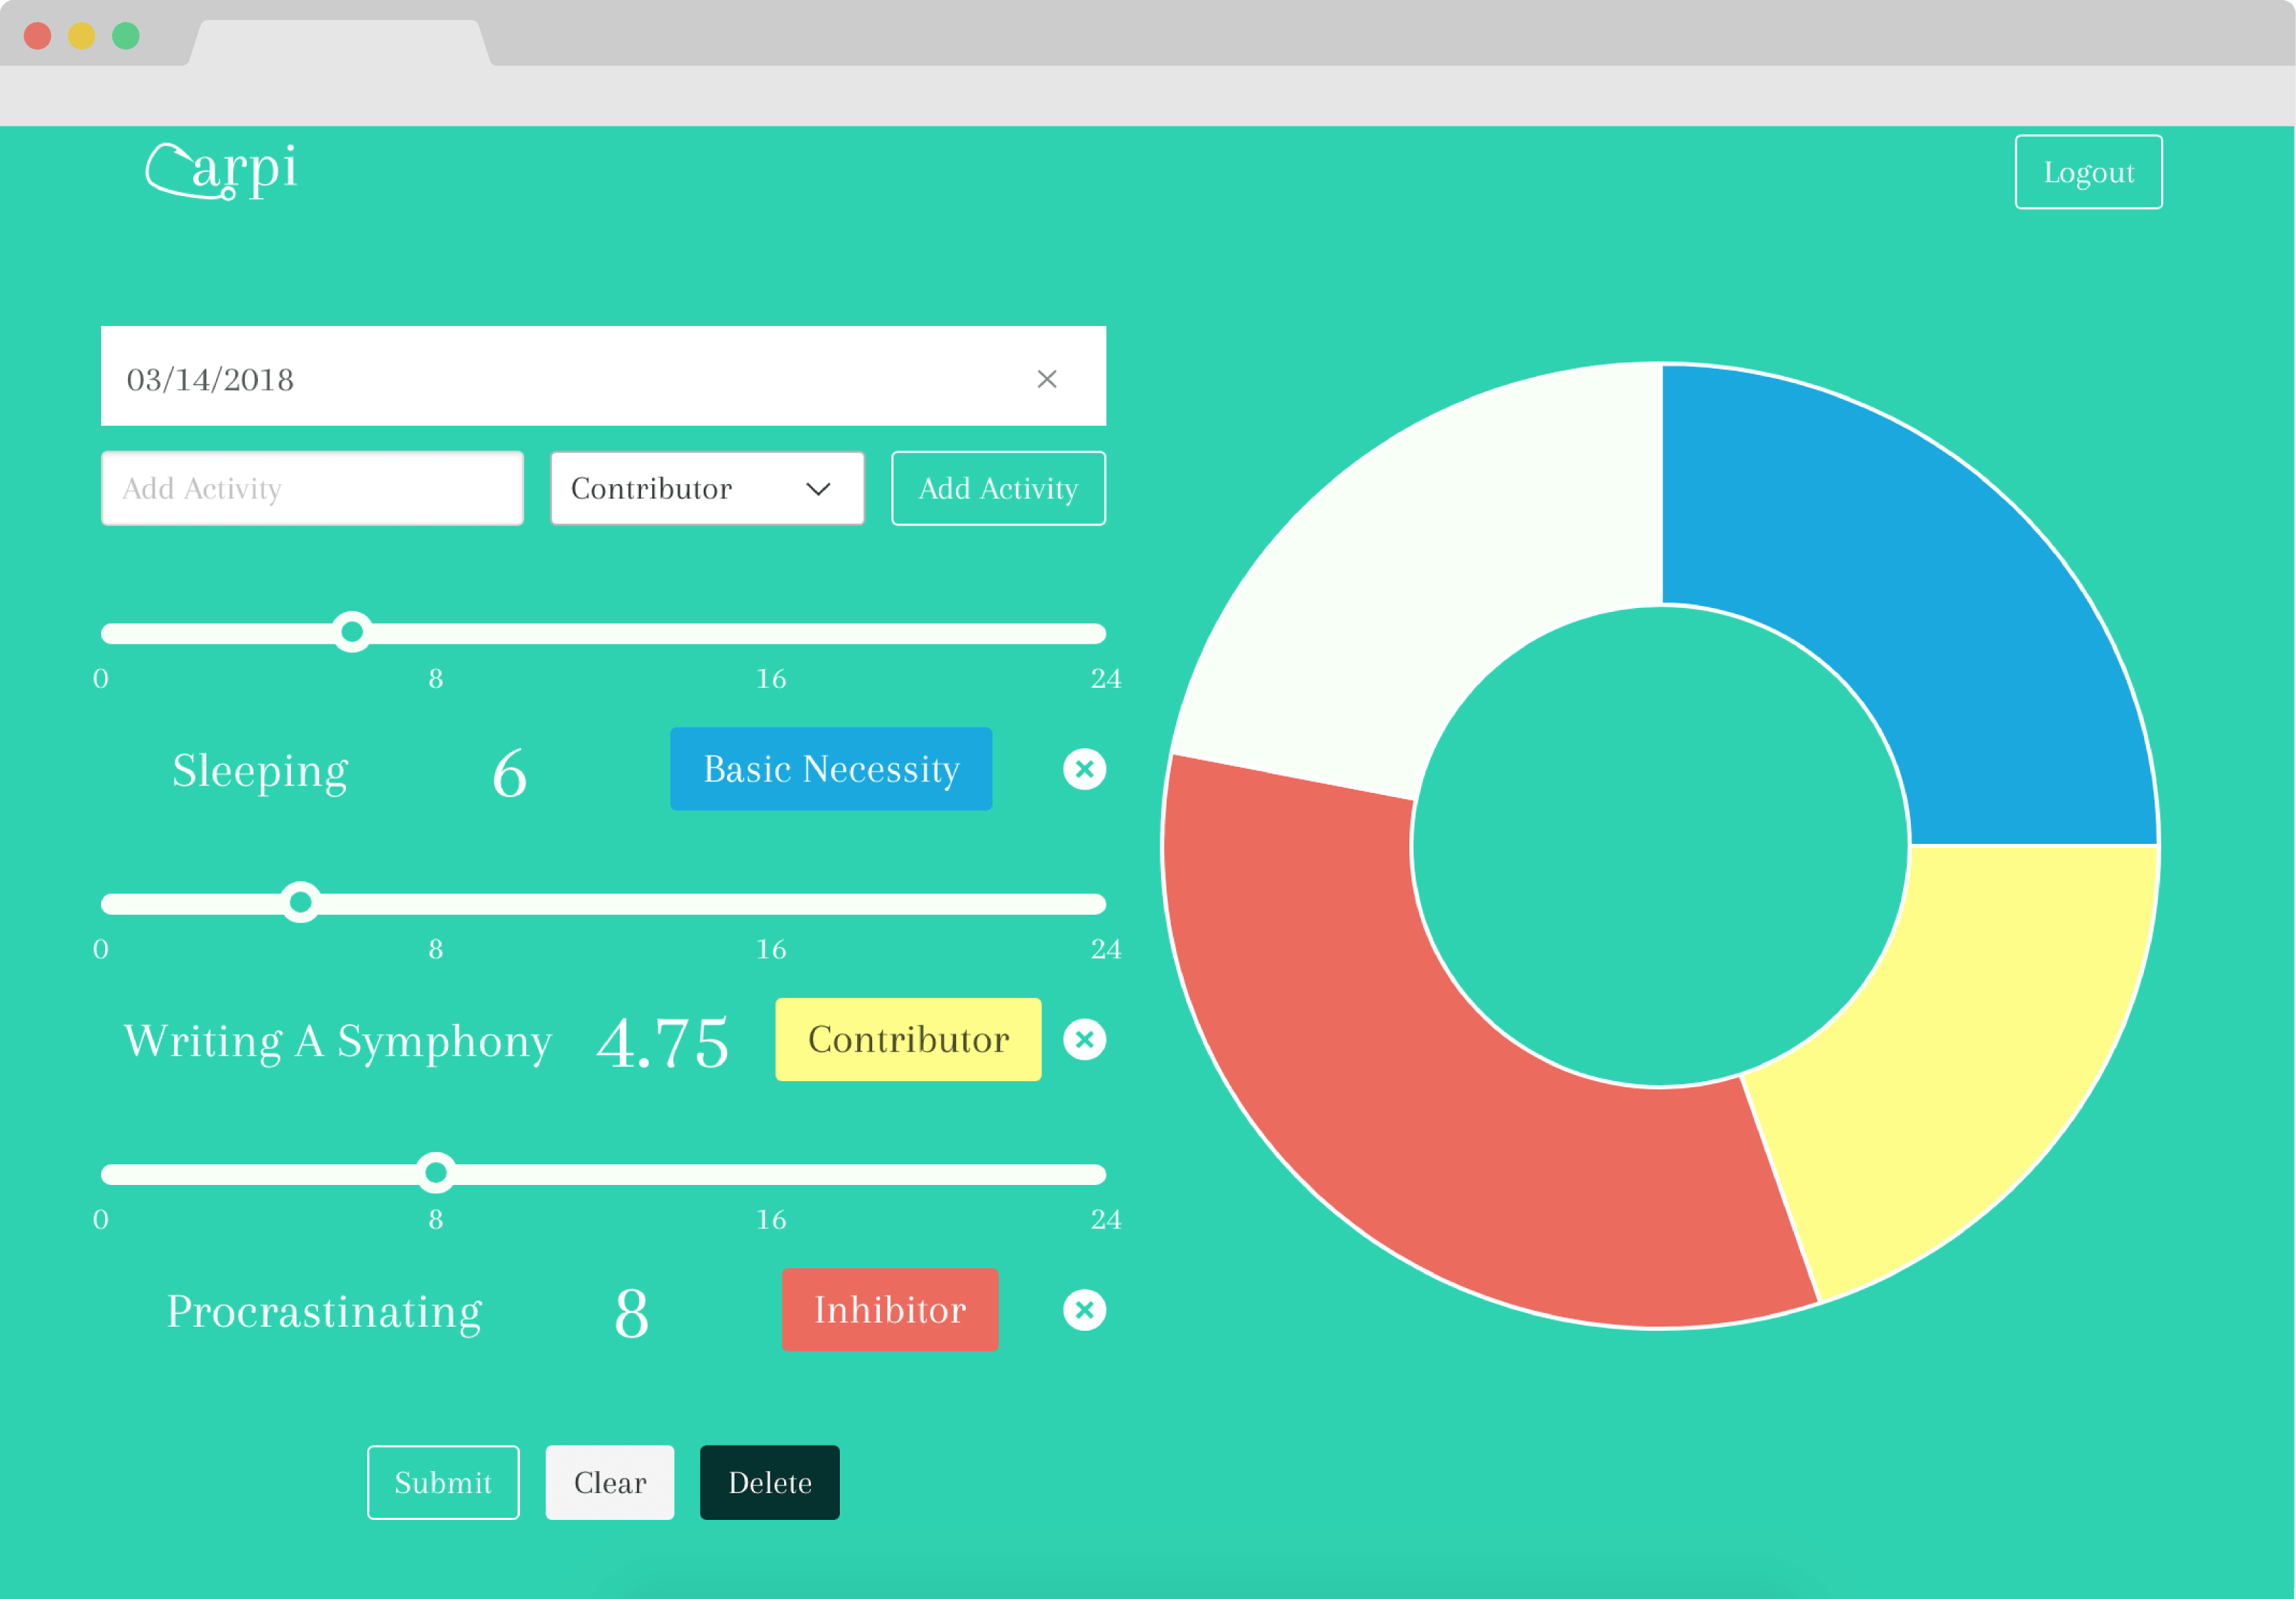 Carpi
Logout
03/14/2018
Add Activity
Contributor
Add Activity
0 8 16 24
Sleeping 6 Basic Necessity
0 8 16 24
Writing A Symphony 4.75 Contributor
0 8 16 24
Procrastinating 8 Inhibitor
Submit Clear Delete